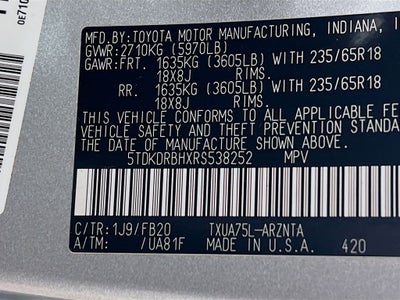 0E710
MFD.BY:TOYOTA MOTOR MANUFACTURING, INDIANA, I
GVWR:2710KG (5970LB)
GAWR:FRT. 1635KG (3605LB) WITH 235/65R18
18X8J RIMS.
RR. 1635KG (3605LB) WITH 235/65R18
18X8J RIMS.
THIS VEHICLE CONFORMS TO ALL APPLICABLE
VEHICLE SAFETY AND THEFT PREVENTION STANDA
THE DATE OF MANUFACTURE SHOWN ABOVE.
5TDKDRBHXRS538252 MPV
C/TR: 1J9/FB20 TXUA75L-ARZNTA
A/TM: /UA81F MADE IN U.S.A. 420